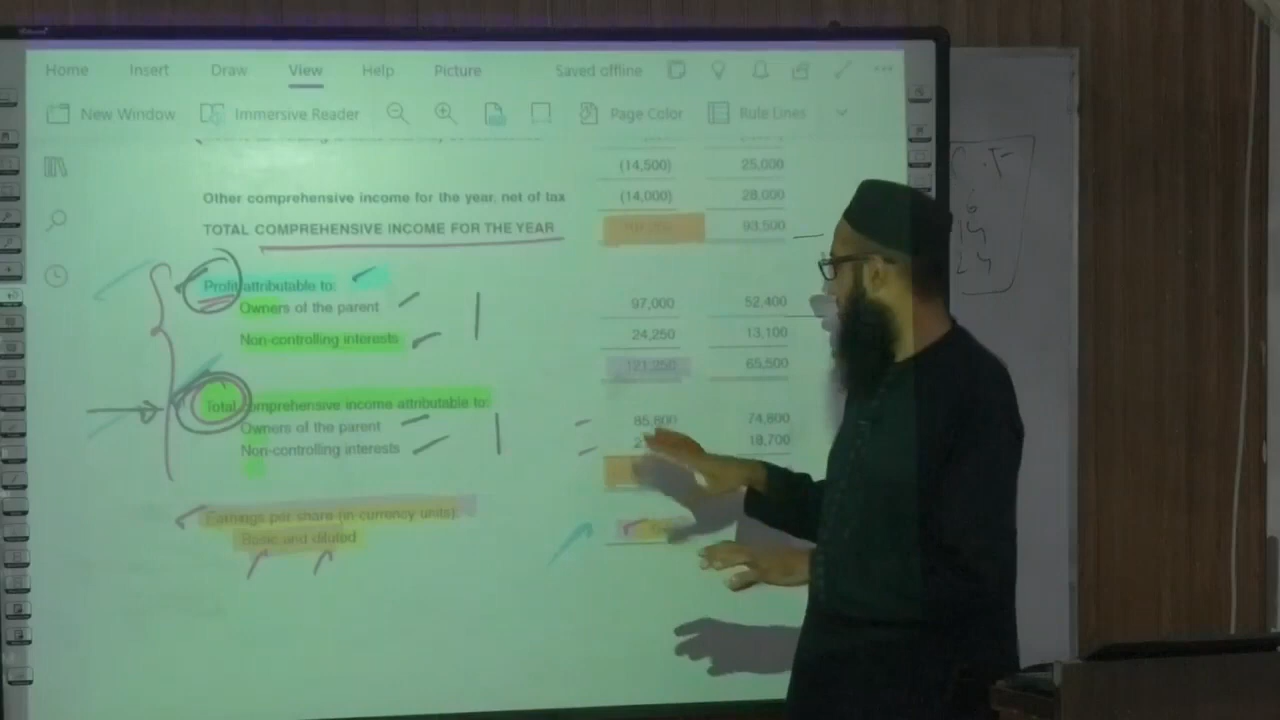 Home Insert Draw View Help Picture Saved offline
New Window Immersive Reader Page Color Rule Lines
(14,500) 25,000
Other comprehensive income for the year, net of tax (14,000) 28,000
TOTAL COMPREHENSIVE INCOME FOR THE YEAR 93,500
Profit attributable to:
Owners of the parent 97,000 52,400
Non-controlling interests 24,250 13,100
121,250 65,500
Total comprehensive income attributable to:
Owners of the parent 85,800 74,800
Non-controlling interests 18,700
Earnings per share (in currency units):
Basic and diluted